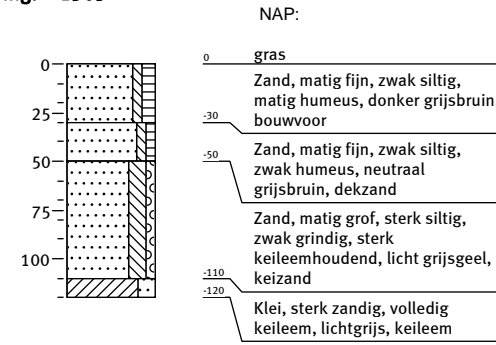 NAP:
0 gras
0
Zand, matig fijn, zwak siltig,
matig humeus, donker grijsbruin
25
-30 bouwvoor
50
-50 Zand, matig fijn, zwak siltig,
zwak humeus, neutraal
grijsbruin, dekzand
75
Zand, matig grof, sterk siltig,
zwak grindig, sterk
100
keileemhoudend, licht grijsgeel,
-110 keizand
-120
Klei, sterk zandig, volledig
keileem, lichtgrijs, keileem